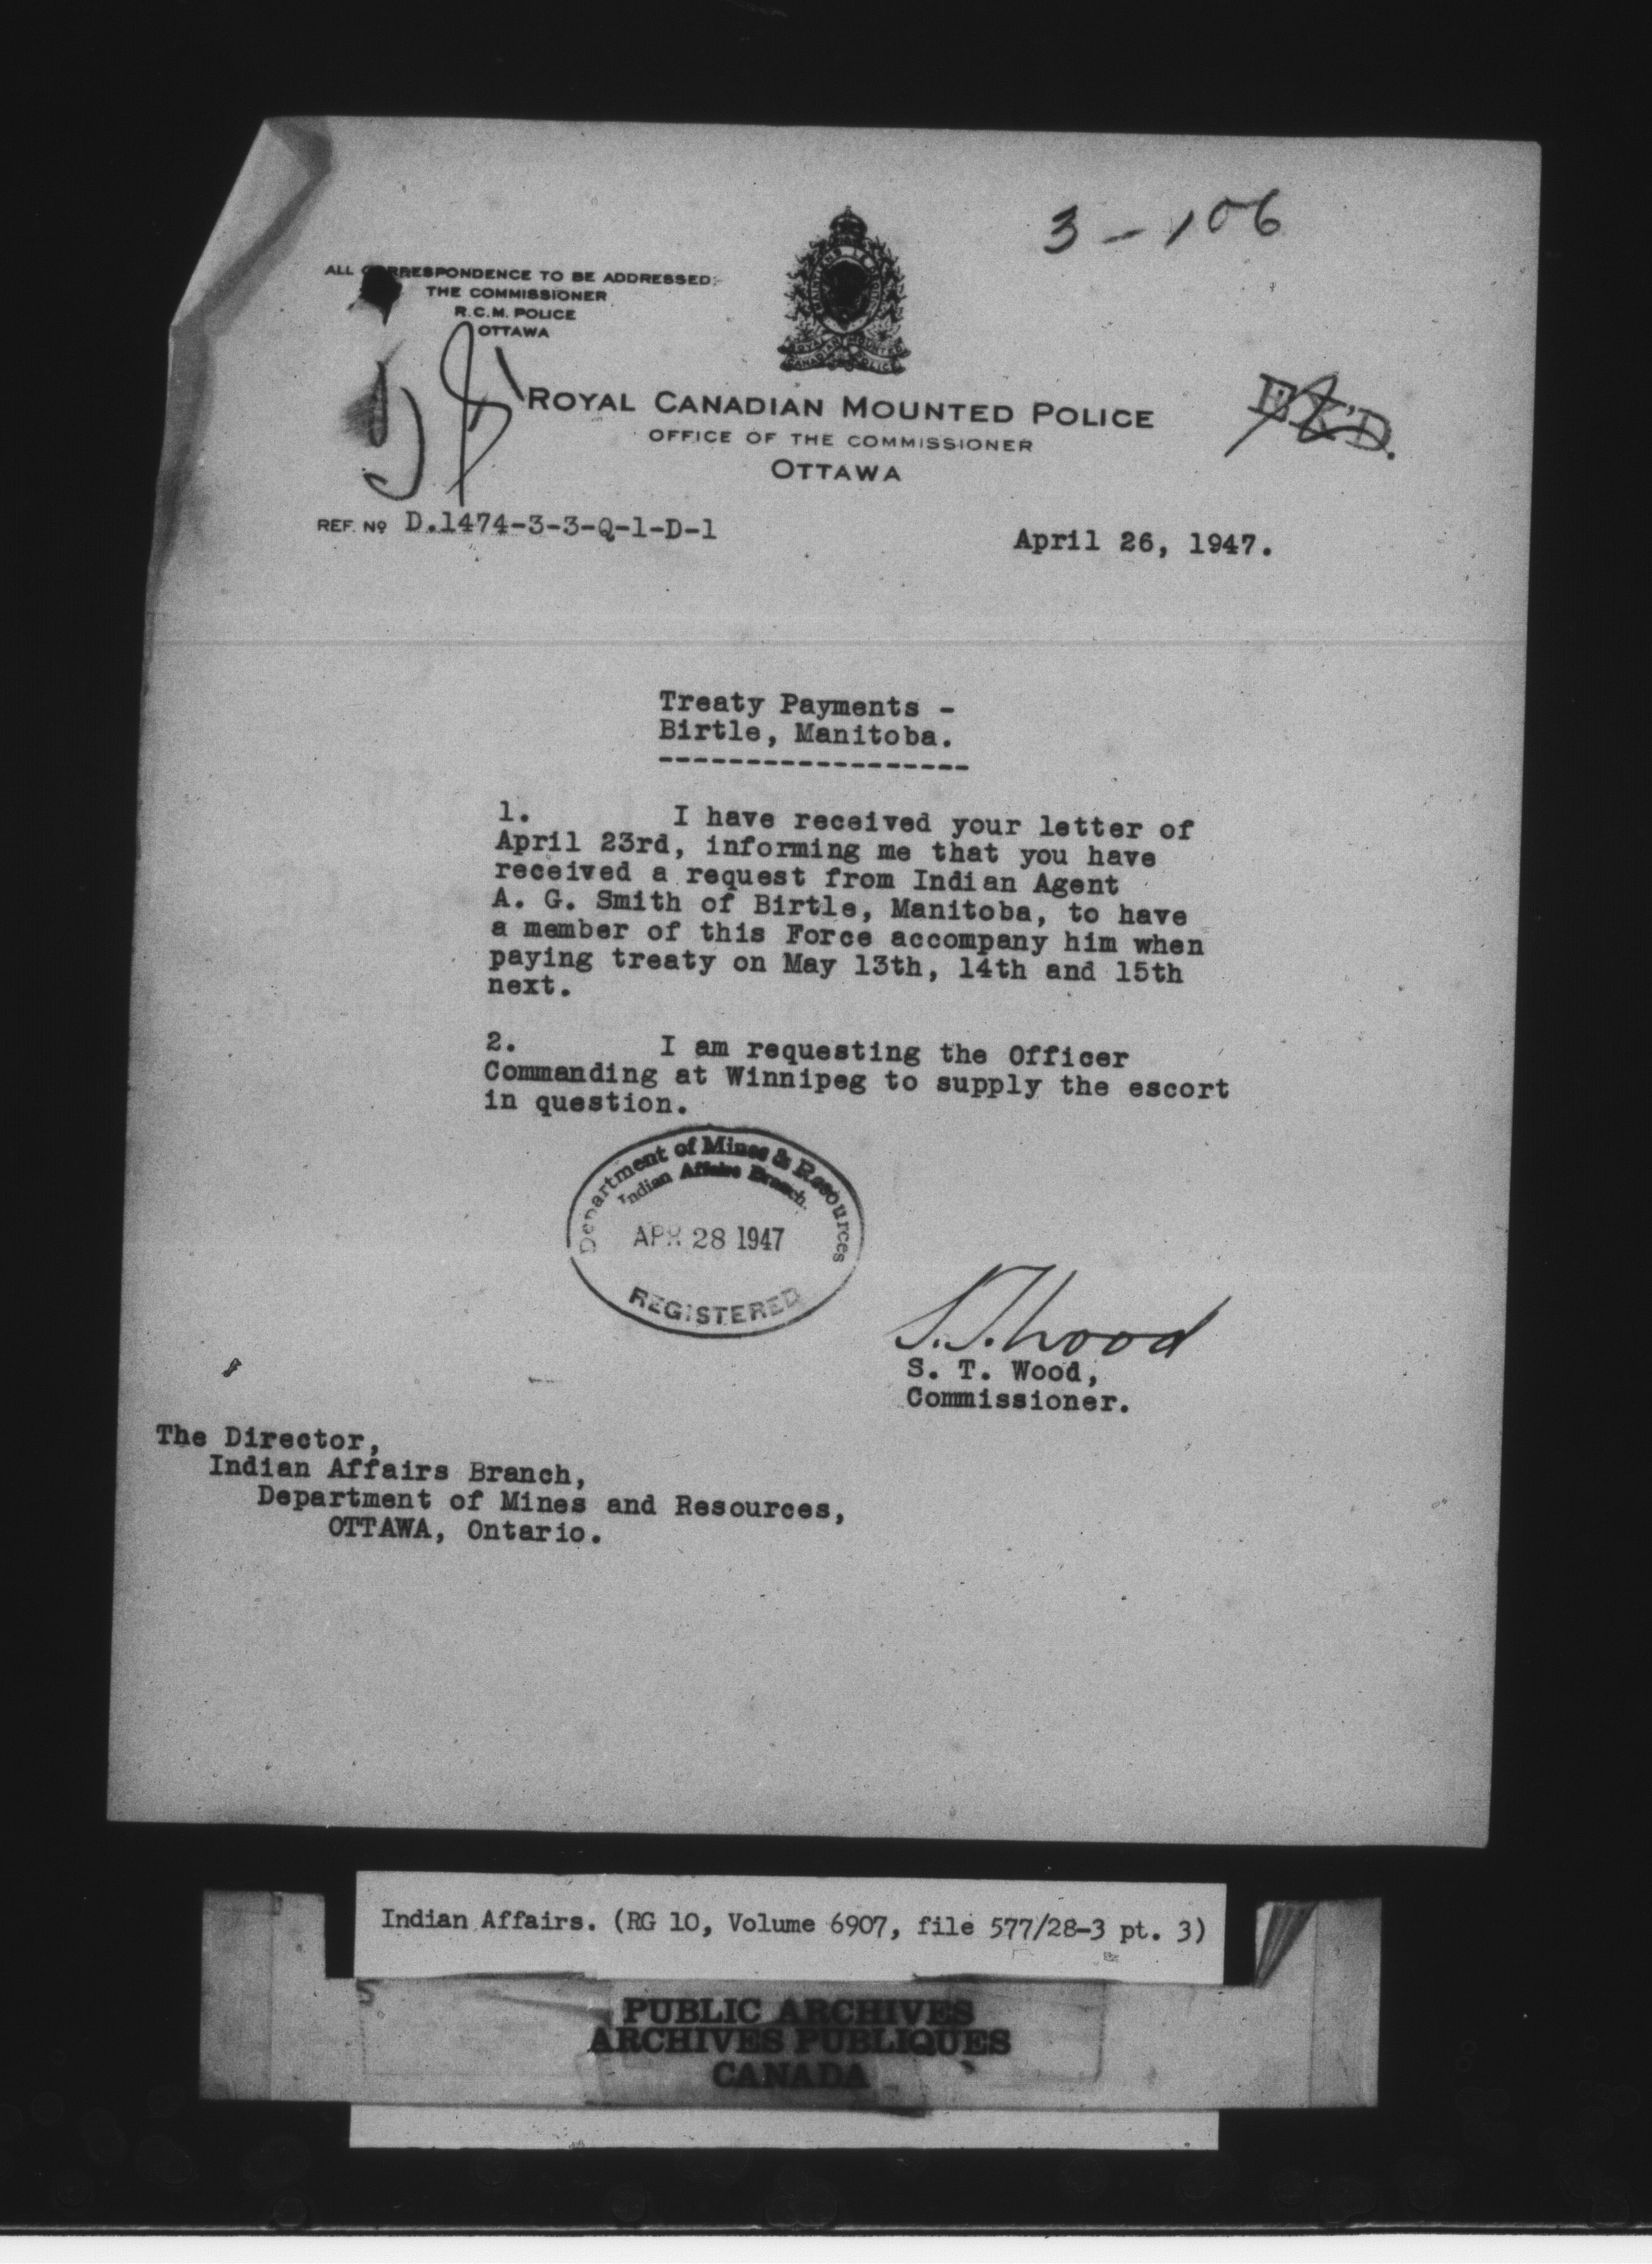 3-106
ALL CORRESPONDENCE TO BE ADDRESSED:
THE COMMISSIONER
R.C.M. POLICE
OTTAWA
ROYAL CANADIAN MOUNTED POLICE
OFFICE OF THE COMMISSIONER
OTTAWA
EX'D.
REF. No D.1474-3-3-Q-1-D-1
April 26, 1947.
Treaty Payments -
Birtle, Manitoba.
------------------
1. I have received your letter of
April 23rd, informing me that you have
received a request from Indian Agent
A. G. Smith of Birtle, Manitoba, to have
a member of this Force accompany him when
paying treaty on May 13th, 14th and 15th
next.
2. I am requesting the Officer
Commanding at Winnipeg to supply the escort
in question.
Department of Mines & Resources
Indian Affairs Branch.
APR 28 1947
REGISTERED
S.T. Wood
S. T. Wood,
Commissioner.
The Director,
Indian Affairs Branch,
Department of Mines and Resources,
OTTAWA, Ontario.
Indian Affairs. (RG 10, Volume 6907, file 577/28-3 pt. 3)
PUBLIC ARCHIVES
ARCHIVES PUBLIQUES
CANADA